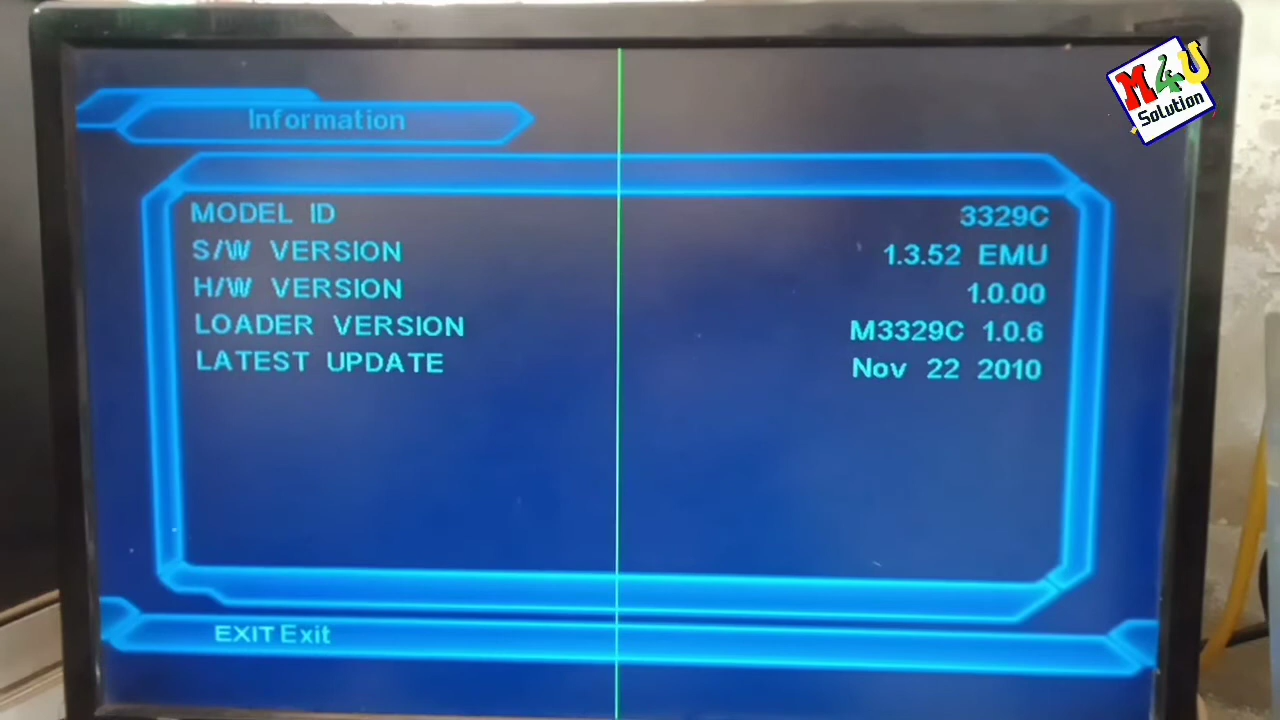 M4U
Solution
Information
MODEL ID 3329C
S/W VERSION 1.3.52 EMU
H/W VERSION 1.0.00
LOADER VERSION M3329C 1.0.6
LATEST UPDATE Nov 22 2010
EXIT Exit